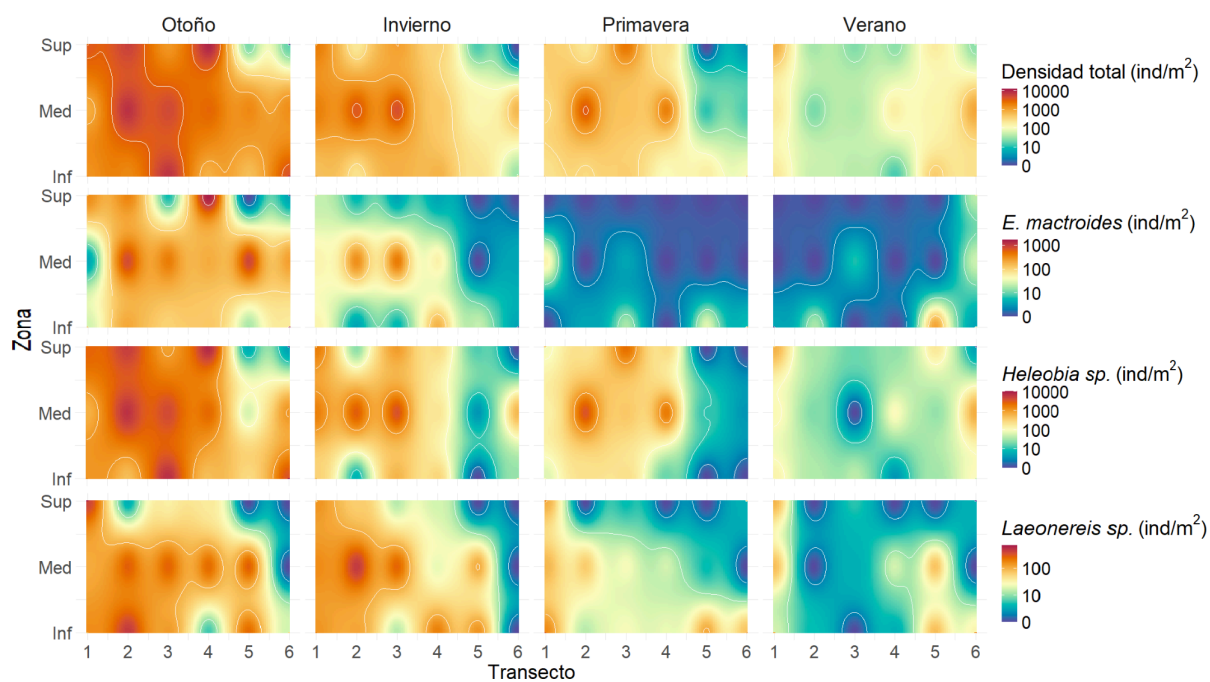 Otoño Invierno Primavera Verano
Zona
Sup
Med
Inf
Densidad total (ind/m²)
10000
1000
100
10
0
Sup
Med
Inf
E. mactroides (ind/m²)
1000
100
10
0
Sup
Med
Inf
Heleobia sp. (ind/m²)
10000
1000
100
10
0
Sup
Med
Inf
Laeonereis sp. (ind/m²)
100
10
0
1 2 3 4 5 6 1 2 3 4 5 6 1 2 3 4 5 6 1 2 3 4 5 6
Transecto